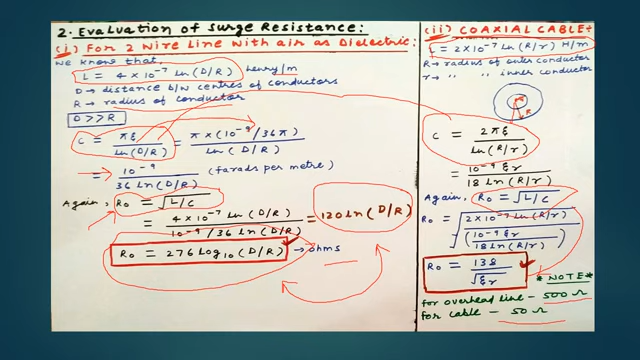 2. Evaluation of Surge Resistance:
(i) For 2 Wire Line With air as Dielectric:
We know that,
L = 4×10⁻⁷ ln(D/R) henry/m
D → distance b/n centres of conductors
R → radius of conductor
D>>R
C = πξ / ln(D/R) = π×(10⁻⁹/36π) / ln(D/R)
= 10⁻⁹ / 36 ln(D/R) (farads per metre)
Again, R₀ = √L/C
= 4×10⁻⁷ ln(D/R) / 10⁻⁹/36 ln(D/R) = 120 ln(D/R)
R₀ = 276 log₁₀(D/R) → ohms
(ii) COAXIAL CABLE:
L = 2×10⁻⁷ ln(R/r) H/m
R → radius of outer conductor
r → " " inner conductor
C = 2πξ / ln(R/r)
= 10⁻⁹ ξr / 18 ln(R/r)
Again, R₀ = √L/C
R₀ = √2×10⁻⁷ ln(R/r) / (10⁻⁹ ξr / 18 ln(R/r))
R₀ = 138 / √ξr
*NOTE*
for overhead line - 500 Ω
for cable - 50 Ω